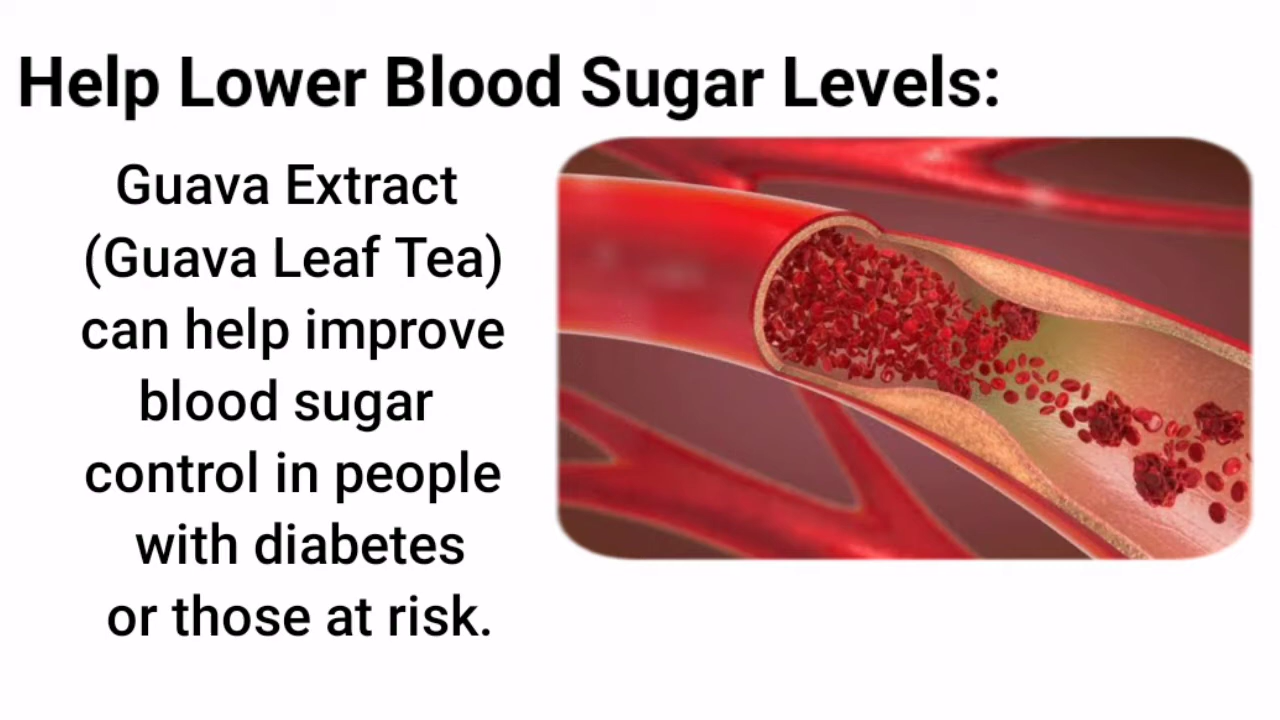 Help Lower Blood Sugar Levels:
Guava Extract
(Guava Leaf Tea)
can help improve
blood sugar
control in people
with diabetes
or those at risk.